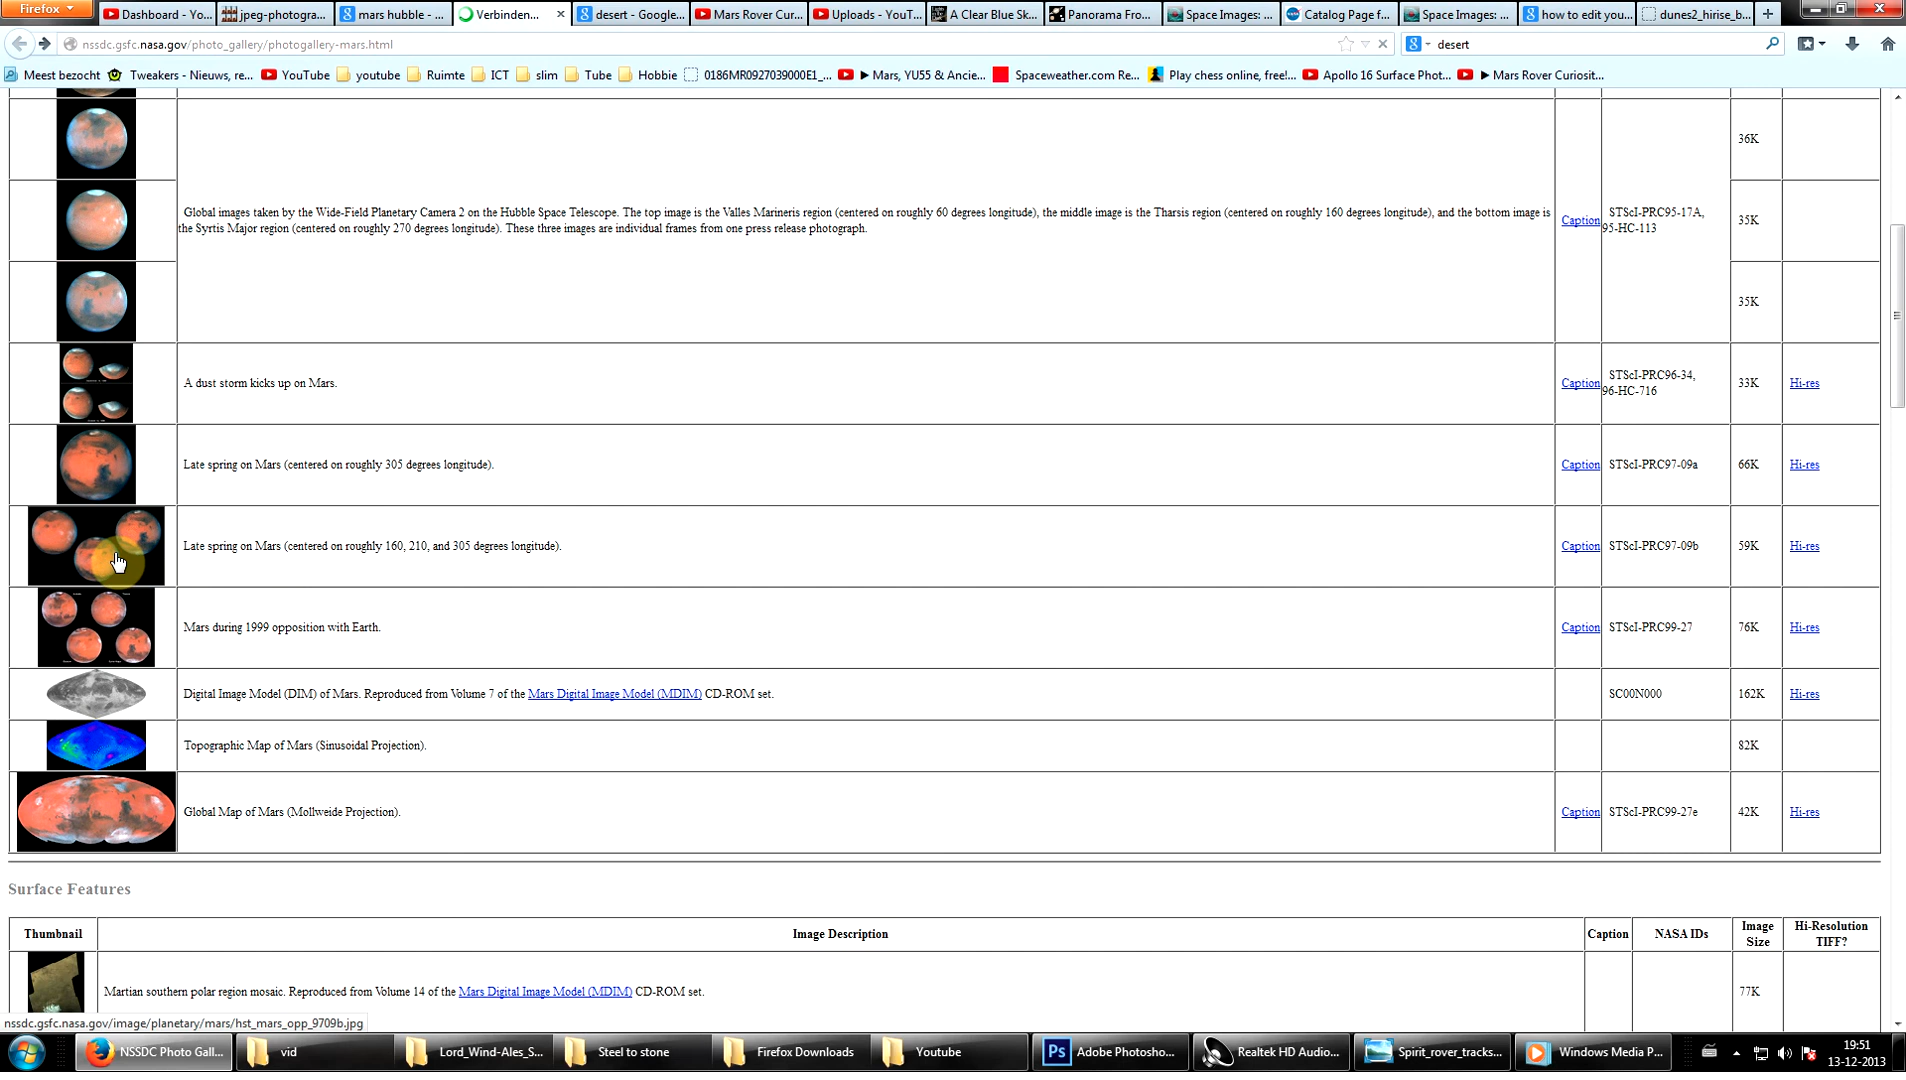 Firefox
Dashboard - Yo...
jpeg-photogra...
mars hubble - ...
Verbinden...
desert - Google...
Mars Rover Cur...
Uploads - YouT...
A Clear Blue Sk...
Panorama Fro...
Space Images: ...
Catalog Page f...
Space Images: ...
how to edit you...
dunes2_hirise_b...
nssdc.gsfc.nasa.gov/photo_gallery/photogallery-mars.html
desert
Meest bezocht
Tweakers - Nieuws, re...
YouTube
youtube
Ruimte
ICT
slim
Tube
Hobbie
0186MR0927039000E1_...
▶ Mars, YU55 & Ancie...
Spaceweather.com Re...
Play chess online, free!...
Apollo 16 Surface Phot...
▶ Mars Rover Curiosit...
36K
Global images taken by the Wide-Field Planetary Camera 2 on the Hubble Space Telescope. The top image is the Valles Marineris region (centered on roughly 60 degrees longitude), the middle image is the Tharsis region (centered on roughly 160 degrees longitude), and the bottom image is
the Syrtis Major region (centered on roughly 270 degrees longitude). These three images are individual frames from one press release photograph.
Caption
STScI-PRC95-17A,
95-HC-113
35K
35K
A dust storm kicks up on Mars.
Caption
STScI-PRC96-34,
96-HC-716
33K
Hi-res
Late spring on Mars (centered on roughly 305 degrees longitude).
Caption
STScI-PRC97-09a
66K
Hi-res
Late spring on Mars (centered on roughly 160, 210, and 305 degrees longitude).
Caption
STScI-PRC97-09b
59K
Hi-res
Mars during 1999 opposition with Earth.
Caption
STScI-PRC99-27
76K
Hi-res
Digital Image Model (DIM) of Mars. Reproduced from Volume 7 of the Mars Digital Image Model (MDIM) CD-ROM set.
SC00N000
162K
Hi-res
Topographic Map of Mars (Sinusoidal Projection).
82K
Global Map of Mars (Mollweide Projection).
Caption
STScI-PRC99-27e
42K
Hi-res
Surface Features
Thumbnail
Image Description
Caption
NASA IDs
Image
Size
Hi-Resolution
TIFF?
Martian southern polar region mosaic. Reproduced from Volume 14 of the Mars Digital Image Model (MDIM) CD-ROM set.
77K
nssdc.gsfc.nasa.gov/image/planetary/mars/hst_mars_opp_9709b.jpg
NSSDC Photo Gall...
vid
Lord_Wind-Ales_S...
Steel to stone
Firefox Downloads
Youtube
Ps
Adobe Photosho...
Realtek HD Audio...
Spirit_rover_tracks...
Windows Media P...
19:51
13-12-2013